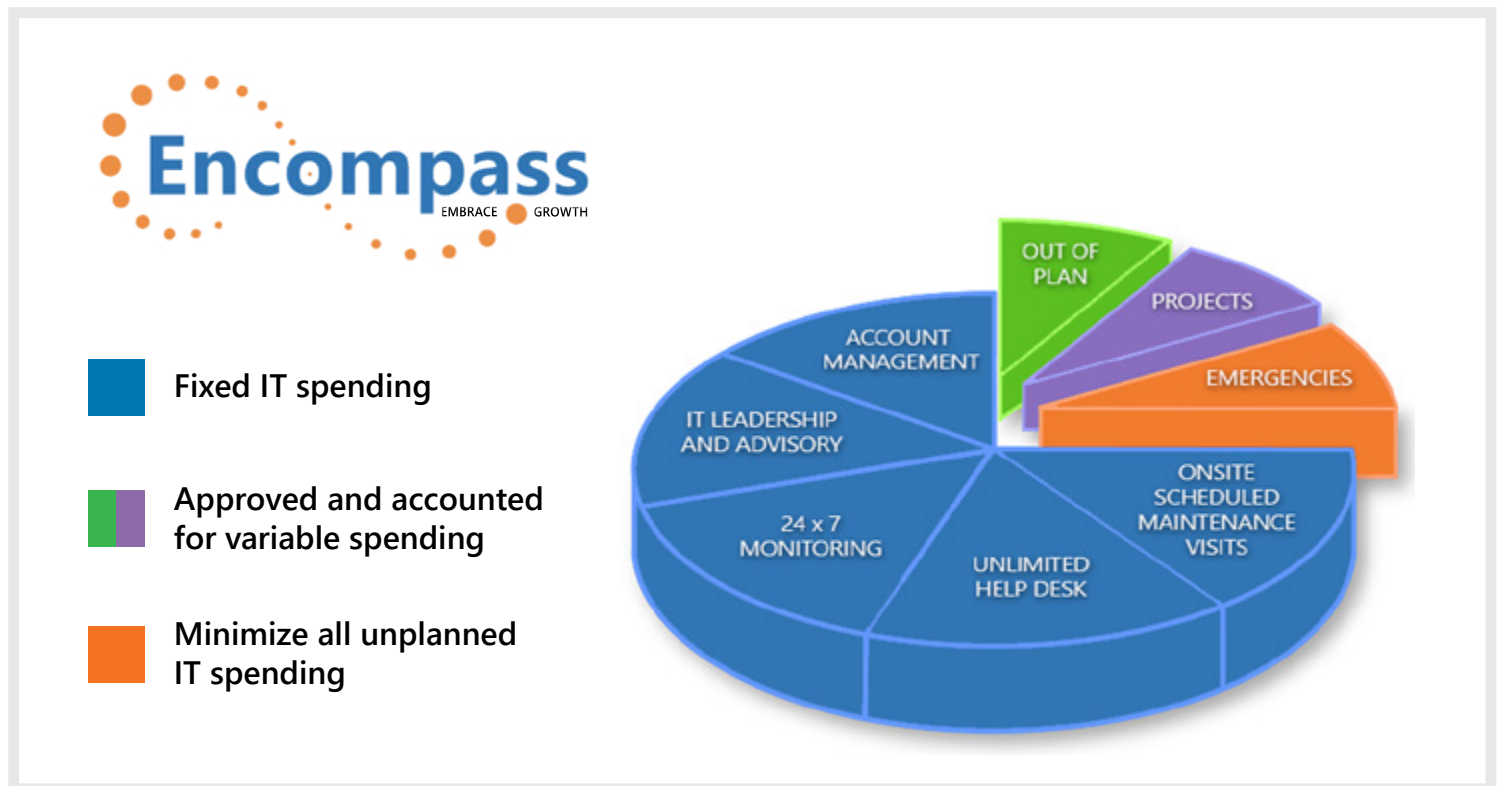 Encompass
EMBRACE GROWTH
Fixed IT spending
Approved and accounted
for variable spending
Minimize all unplanned
IT spending
OUT OF
PLAN
PROJECTS
EMERGENCIES
ACCOUNT
MANAGEMENT
IT LEADERSHIP
AND ADVISORY
24 x 7
MONITORING
UNLIMITED
HELP DESK
ONSITE
SCHEDULED
MAINTENANCE
VISITS